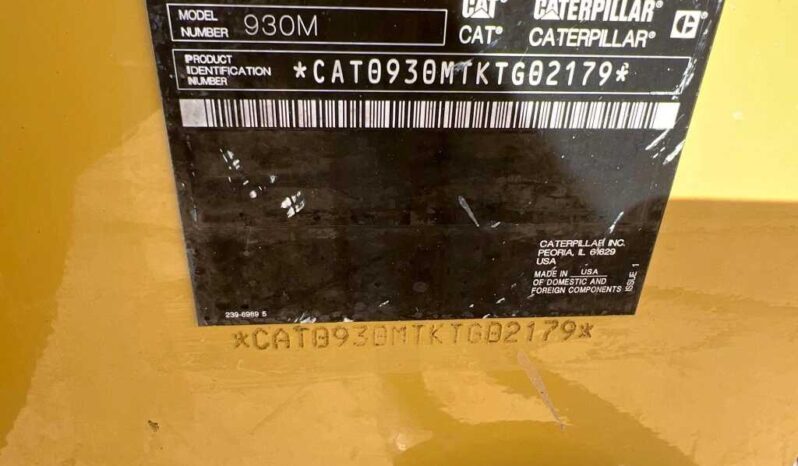 CAT CATERPILLAR C
CAT® CATERPILLAR®
MODEL NUMBER 930M
PRODUCT IDENTIFICATION NUMBER *CAT0930MTKTG02179*
CATERPILLAR INC.
PEORIA, IL 61629
USA
MADE IN USA
OF DOMESTIC AND
FOREIGN COMPONENTS
ISSUE 1
239-6969 5
*CAT0930MTKTG02179*